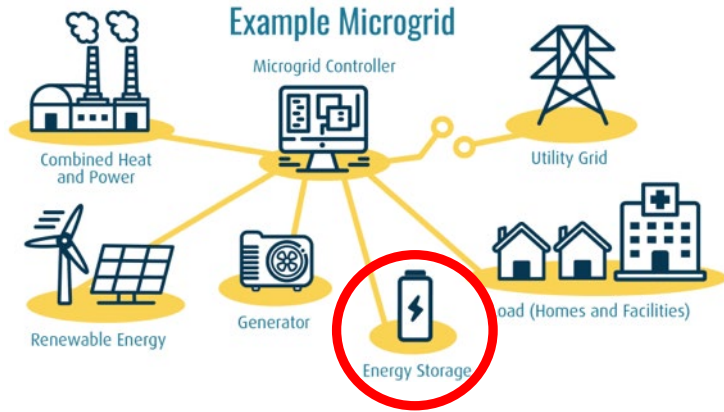 Example Microgrid
Microgrid Controller
Combined Heat
and Power
Utility Grid
Renewable Energy
Generator
Energy Storage
oad (Homes and Facilities)